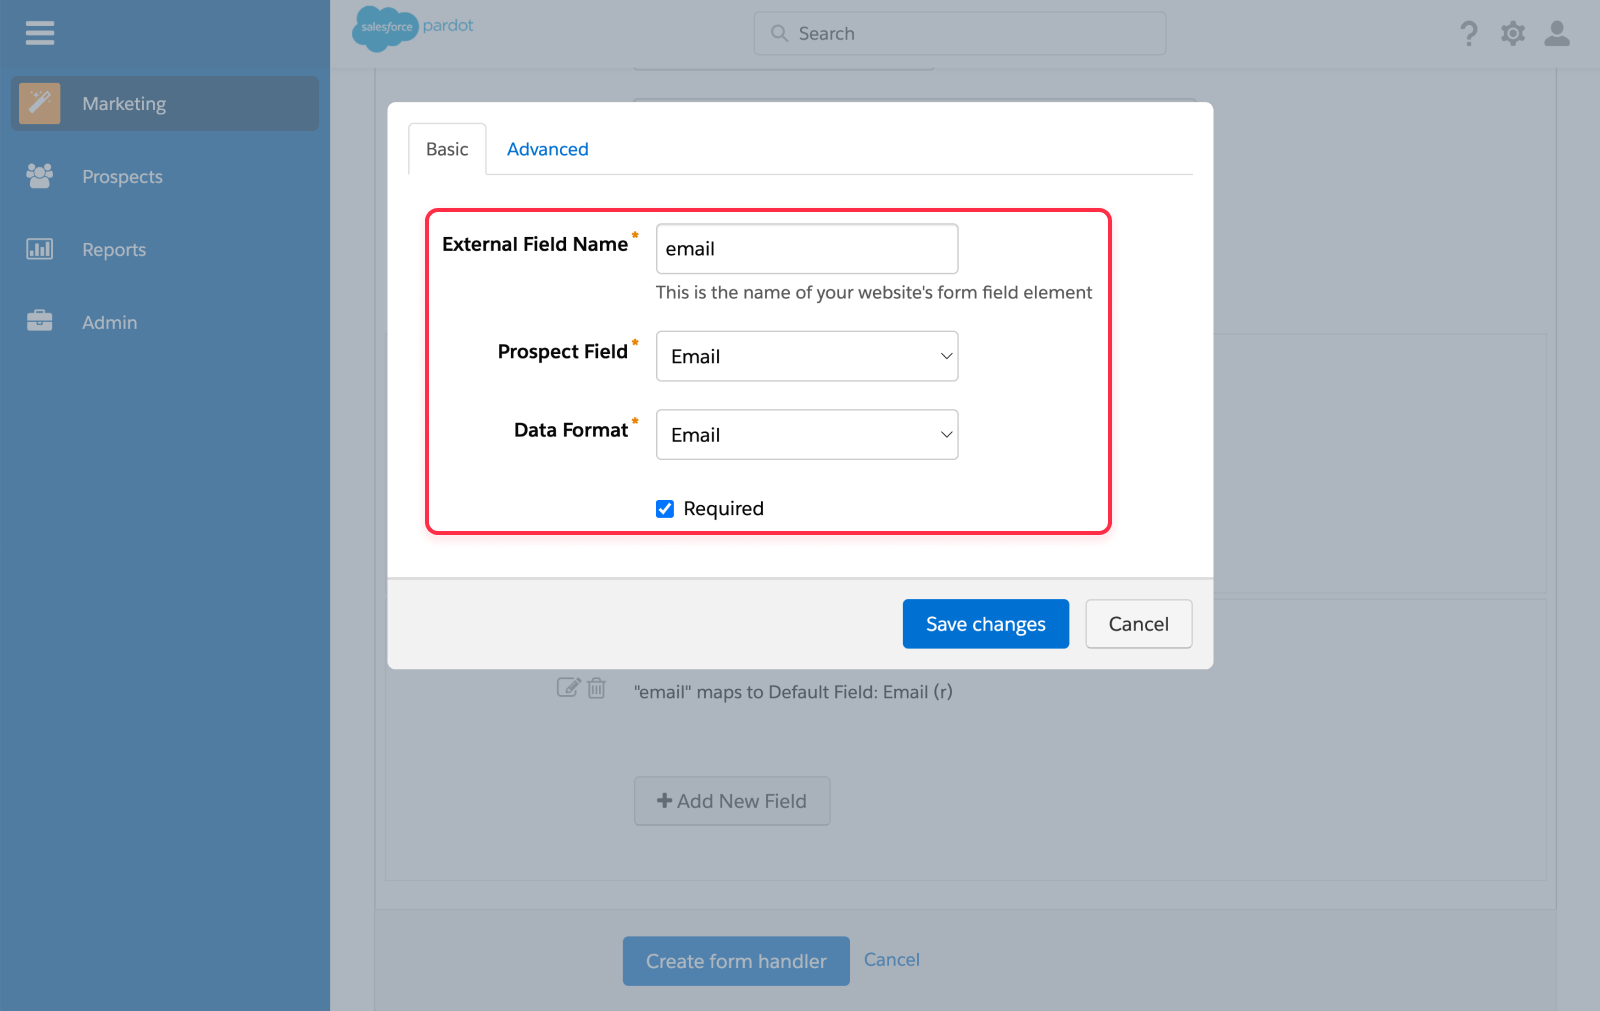 salesforce pardot
Search
Marketing
Prospects
Reports
Admin
Basic
Advanced
External Field Name*
email
This is the name of your website's form field element
Prospect Field*
Email
Data Format*
Email
Required
Save changes
Cancel
"email" maps to Default Field: Email (r)
Add New Field
Create form handler
Cancel